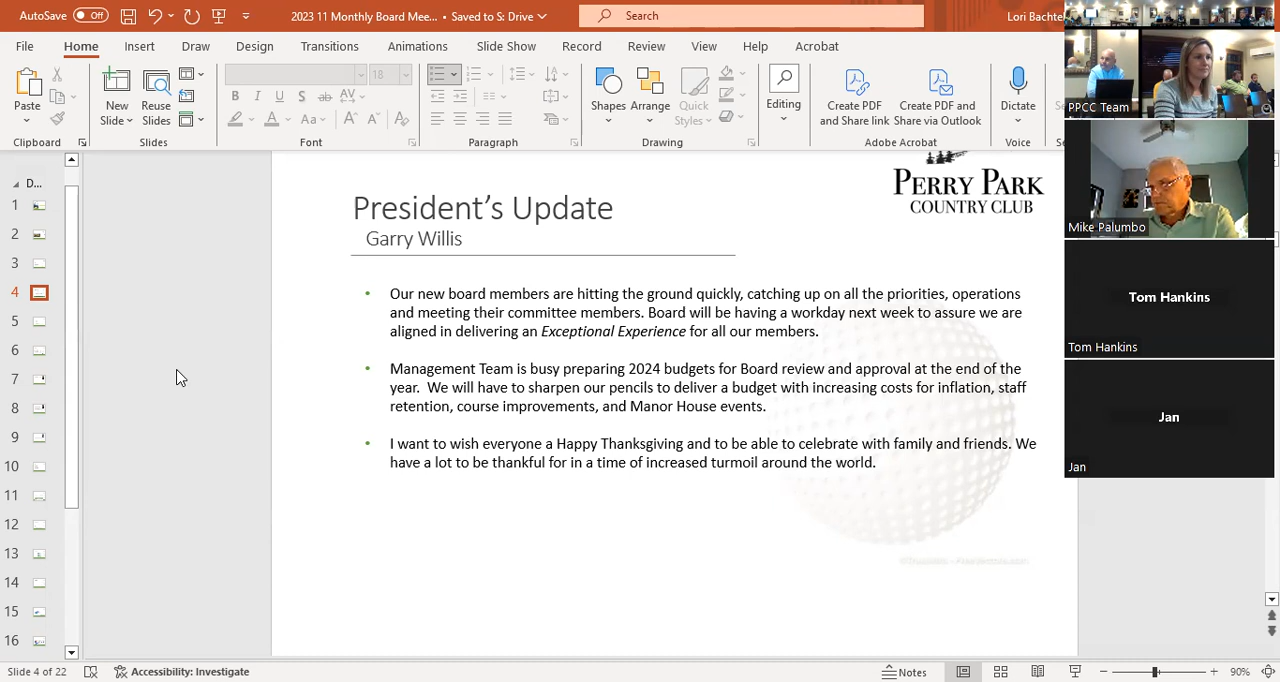 AutoSave Off 2023 11 Monthly Board Mee... • Saved to S: Drive Search Lori Bachte
File Home Insert Draw Design Transitions Animations Slide Show Record Review View Help Acrobat
Paste New Slide Reuse Slides 18 Shapes Arrange Quick Styles Editing Create PDF and Share link Create PDF and Share via Outlook Dictate
B I U S ab AV
A Aa A A A
Clipboard Slides Font Paragraph Drawing Adobe Acrobat Voice
PPCC Team
Mike Palumbo
Tom Hankins
Tom Hankins
Jan
Jan
D...
1
2
3
4
5
6
7
8
9
10
11
12
13
14
15
16
PERRY PARK
COUNTRY CLUB
President's Update
Garry Willis
• Our new board members are hitting the ground quickly, catching up on all the priorities, operations
and meeting their committee members. Board will be having a workday next week to assure we are
aligned in delivering an Exceptional Experience for all our members.
• Management Team is busy preparing 2024 budgets for Board review and approval at the end of the
year. We will have to sharpen our pencils to deliver a budget with increasing costs for inflation, staff
retention, course improvements, and Manor House events.
• I want to wish everyone a Happy Thanksgiving and to be able to celebrate with family and friends. We
have a lot to be thankful for in a time of increased turmoil around the world.
Slide 4 of 22 Accessibility: Investigate Notes 90%